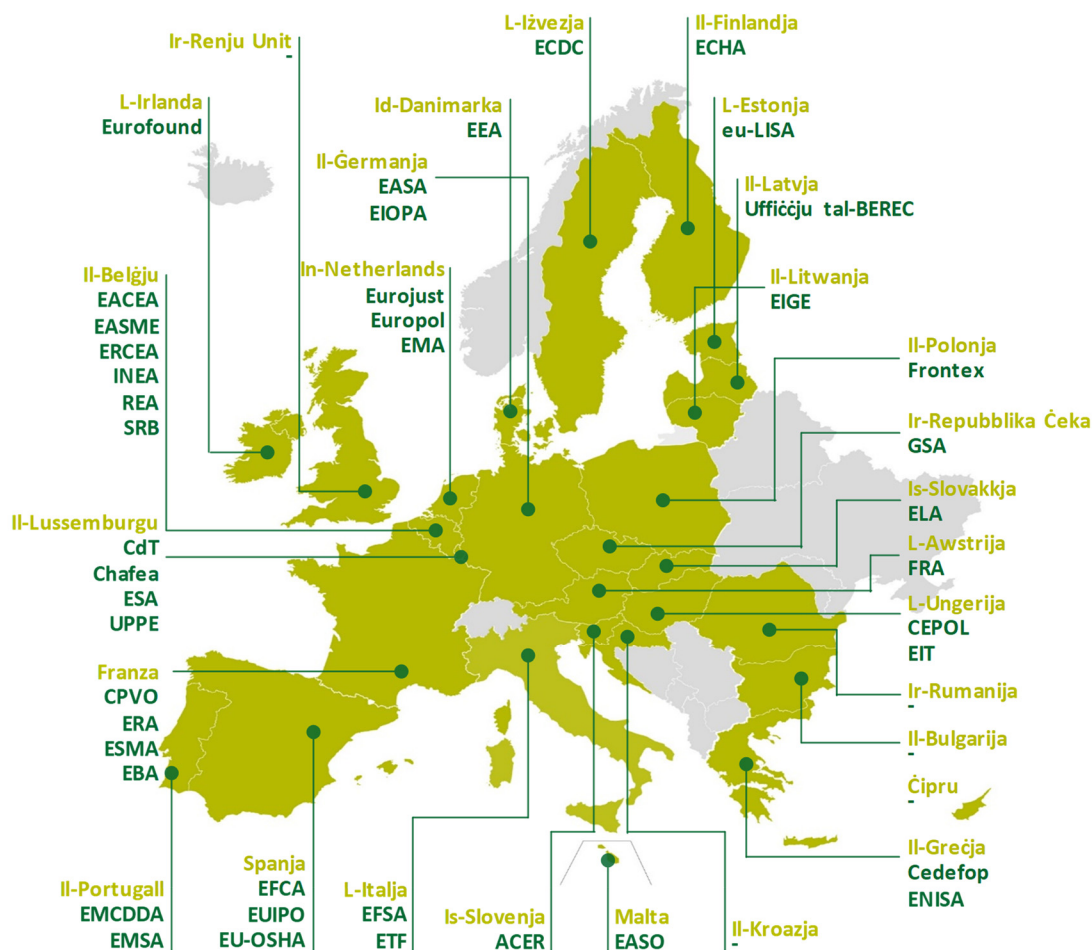 L-Iżvezja
ECDC
Il-Finlandja
ECHA
Ir-Renju Unit
-
L-Irlanda
Eurofound
Id-Danimarka
EEA
L-Estonja
eu-LISA
Il-Ġermanja
EASA
EIOPA
Il-Latvja
Uffiċċju tal-BEREC
Il-Belġju
EACEA
EASME
ERCEA
INEA
REA
SRB
In-Netherlands
Eurojust
Europol
EMA
Il-Litwanja
EIGE
Il-Polonja
Frontex
Ir-Repubblika Ċeka
GSA
Is-Slovakkja
ELA
Il-Lussemburgu
CdT
Chafea
ESA
UPPE
L-Awstrija
FRA
L-Ungerija
CEPOL
EIT
Franza
CPVO
ERA
ESMA
EBA
Ir-Rumanija
-
Il-Bulgarija
-
Ċipru
-
Il-Greċja
Cedefop
ENISA
Il-Portugall
EMCDDA
EMSA
Spanja
EFCA
EUIPO
EU-OSHA
L-Italja
EFSA
ETF
Is-Slovenja
ACER
Malta
EASO
Il-Kroazja
-